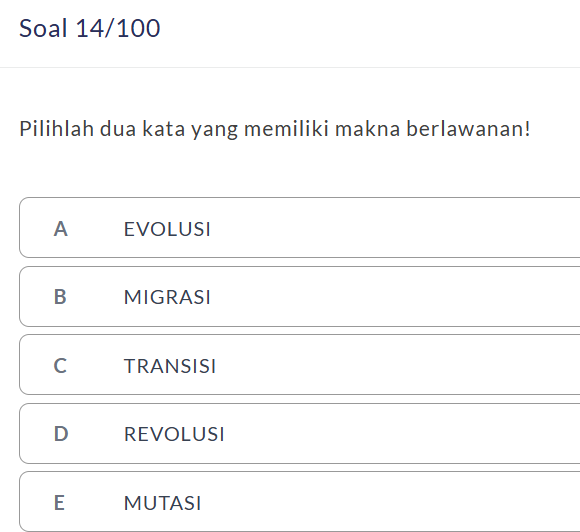 Soal 14/100
Pilihlah dua kata yang memiliki makna berlawanan!
A EVOLUSI
B MIGRASI
C TRANSISI
D REVOLUSI
E MUTASI